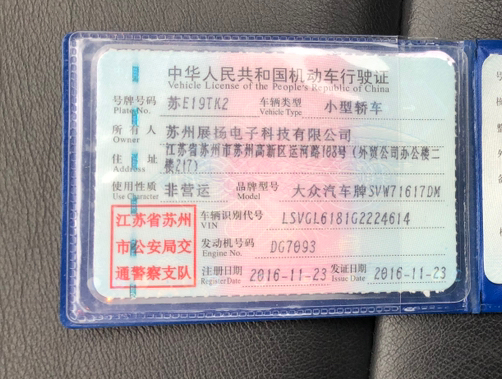 中华人民共和国机动车行驶证
Vehicle License of the People's Republic of China
号牌号码 苏E19TK2 车辆类型 小型轿车
Plate No. Vehicle Type
所有人 苏州展扬电子科技有限公司
Owner
江苏省苏州市苏州高新区运河路188号(外贸公司办公楼二
住址 楼217)
Address
使用性质 非营运 品牌型号 大众汽车牌SVW71617DM
Use Character Model
江苏省苏州
市公安局交
通警察支队
车辆识别代号 LSVGL6181G2224614
VIN
发动机号码 DG7093
Engine No.
注册日期 2016-11-23 发证日期 2016-11-23
Register Date Issue Date